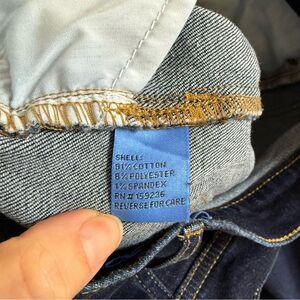 SHELL:
91% COTTON
8% POLYESTER
1% SPANDEX
RN# 159236
REVERSE FOR CARE